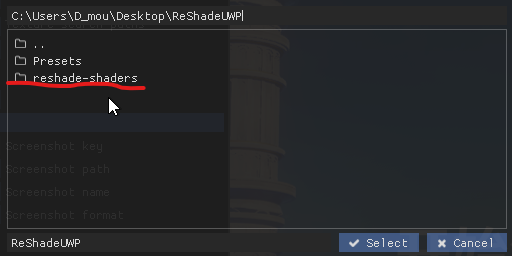 C:\Users\D_mou\Desktop\ReShadeUWP
..
Presets
reshade-shaders
Screenshot key
Screenshot path
Screenshot name
Screenshot format
ReShadeUWP
Select
Cancel